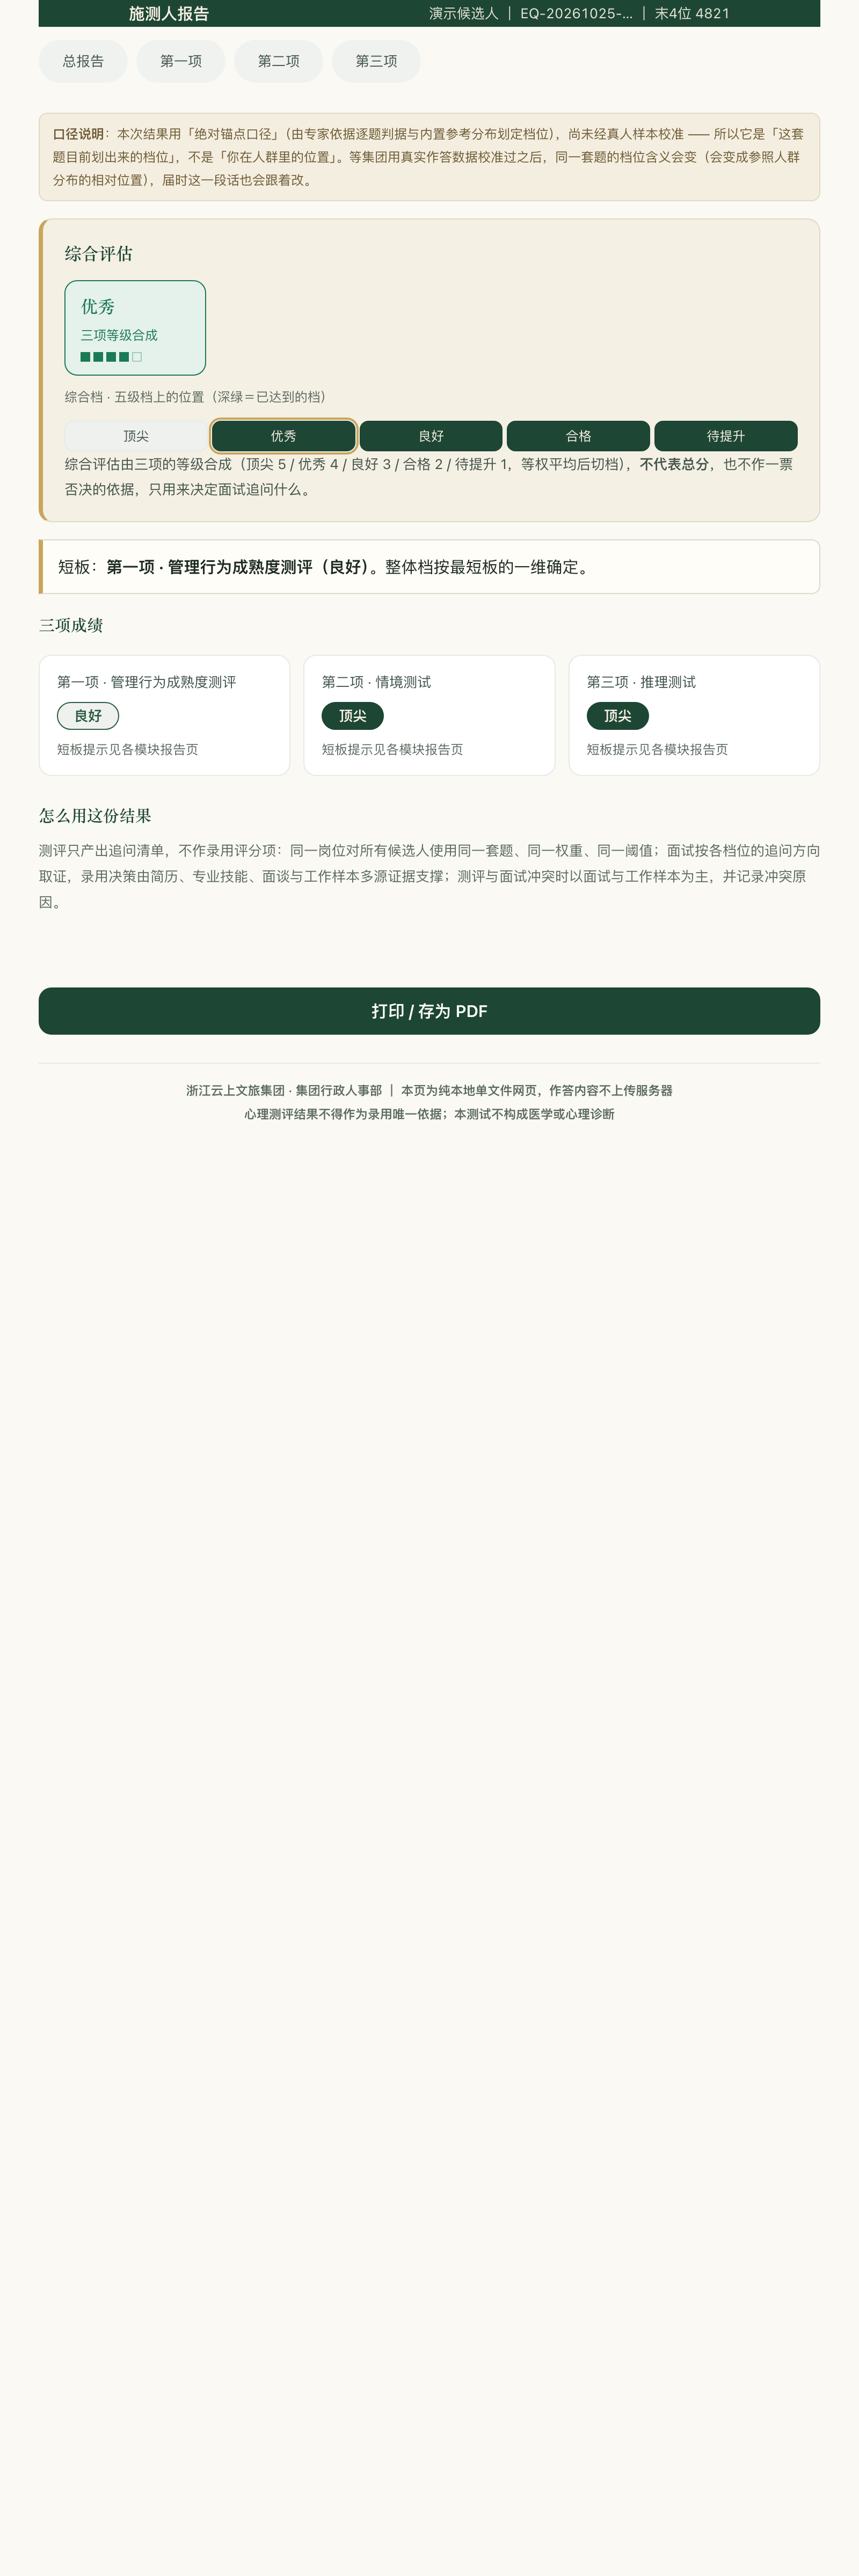 施测人报告
演示候选人 ｜ EQ-20261025-... ｜ 末4位 4821
总报告
第一项
第二项
第三项
口径说明：本次结果用「绝对锚点口径」（由专家依据逐题判据与内置参考分布划定档位），尚未经真人样本校准 —— 所以它是「这套
题目前划出来的档位」，不是「你在人群里的位置」。等集团用真实作答数据校准过之后，同一套题的档位含义会变（会变成参照人群
分布的相对位置），届时这一段话也会跟着改。
综合评估
优秀
三项等级合成
综合档 · 五级档上的位置（深绿＝已达到的档）
顶尖
优秀
良好
合格
待提升
综合评估由三项的等级合成（顶尖 5 / 优秀 4 / 良好 3 / 合格 2 / 待提升 1，等权平均后切档），不代表总分，也不作一票
否决的依据，只用来决定面试追问什么。
短板：第一项 · 管理行为成熟度测评（良好）。整体档按最短板的一维确定。
三项成绩
第一项 · 管理行为成熟度测评
良好
短板提示见各模块报告页
第二项 · 情境测试
顶尖
短板提示见各模块报告页
第三项 · 推理测试
顶尖
短板提示见各模块报告页
怎么用这份结果
测评只产出追问清单，不作录用评分项：同一岗位对所有候选人使用同一套题、同一权重、同一阈值；面试按各档位的追问方向
取证，录用决策由简历、专业技能、面谈与工作样本多源证据支撑；测评与面试冲突时以面试与工作样本为主，并记录冲突原
因。
打印 / 存为 PDF
浙江云上文旅集团 · 集团行政人事部 ｜ 本页为纯本地单文件网页，作答内容不上传服务器
心理测评结果不得作为录用唯一依据；本测试不构成医学或心理诊断